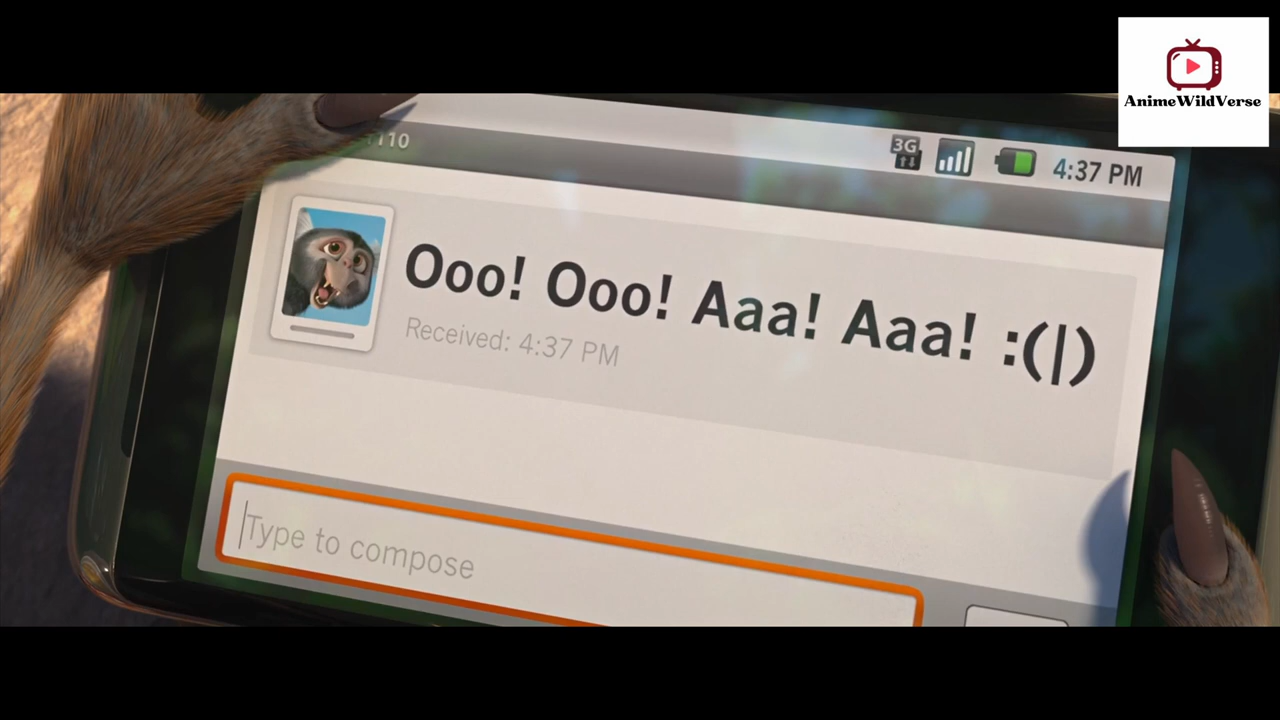 AnimeWildVerse
3G
4:37 PM
Ooo! Ooo! Aaa! Aaa! :(|)
Received: 4:37 PM
Type to compose